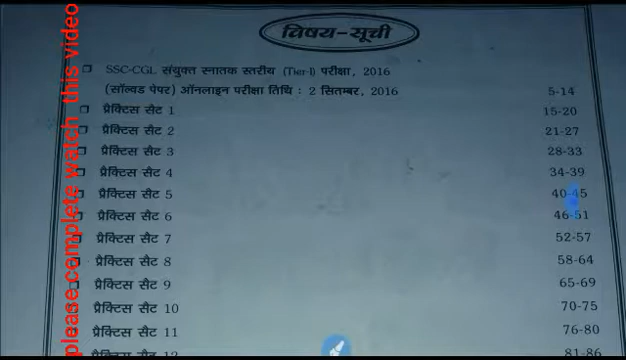 विषय-सूची
❑ SSC-CGL संयुक्त स्नातक स्तरीय (Tier-I) परीक्षा, 2016
(सॉल्वड पेपर) ऑनलाइन परीक्षा तिथि : 2 सितम्बर, 2016 5-14
❑ प्रैक्टिस सैट 1 15-20
❑ प्रैक्टिस सैट 2 21-27
❑ प्रैक्टिस सैट 3 28-33
❑ प्रैक्टिस सैट 4 34-39
❑ प्रैक्टिस सैट 5 40-45
❑ प्रैक्टिस सैट 6 46-51
❑ प्रैक्टिस सैट 7 52-57
❑ प्रैक्टिस सैट 8 58-64
❑ प्रैक्टिस सैट 9 65-69
❑ प्रैक्टिस सैट 10 70-75
❑ प्रैक्टिस सैट 11 76-80
प्रैक्टिस सैट 12 81-86
please complete watch this video